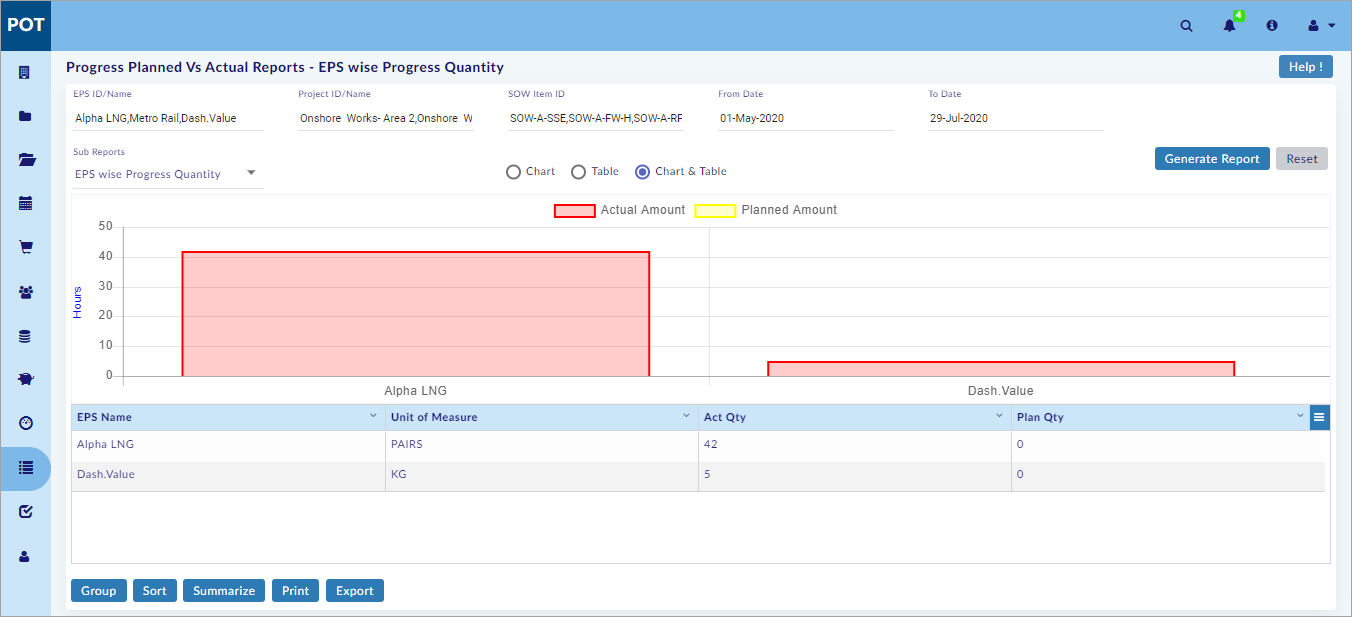 POT
4
Progress Planned Vs Actual Reports - EPS wise Progress Quantity
Help !
EPS ID/Name
Project ID/Name
SOW Item ID
From Date
To Date
Alpha LNG,Metro Rail,Dash.Value
Onshore Works- Area 2,Onshore W
SOW-A-SSE,SOW-A-FW-H,SOW-A-RF
01-May-2020
29-Jul-2020
Sub Reports
EPS wise Progress Quantity
Chart
Table
Chart & Table
Generate Report
Reset
Actual Amount
Planned Amount
50
40
30
20
10
0
Hours
Alpha LNG
Dash.Value
EPS Name
Unit of Measure
Act Qty
Plan Qty
Alpha LNG
PAIRS
42
0
Dash.Value
KG
5
0
Group
Sort
Summarize
Print
Export